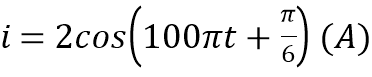 i = 2cos(100πt + π/6) (A)